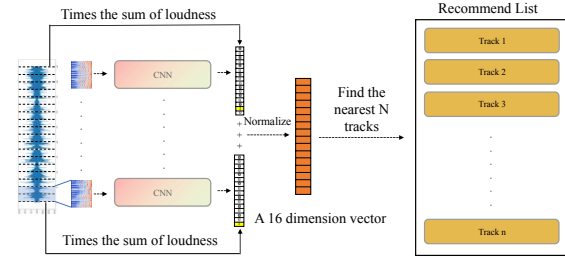 Times the sum of loudness
Recommend List
CNN
Track 1
Track 2
Track 3
Normalize
Find the
nearest N
tracks
+
+
+
CNN
A 16 dimension vector
Track n
Times the sum of loudness